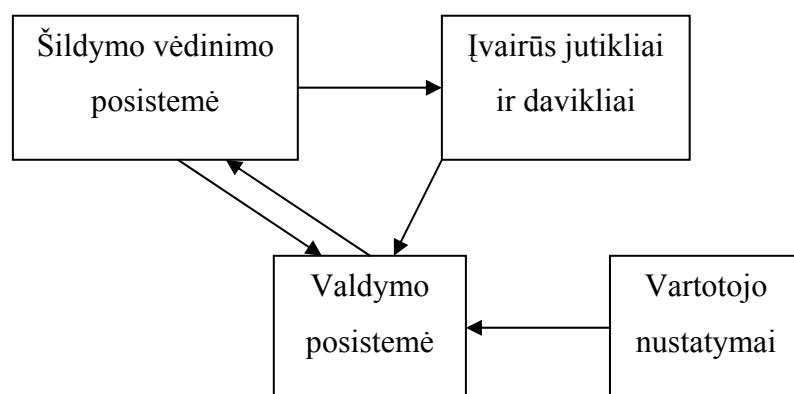 Šildymo vėdinimo
posistemė
Įvairūs jutikliai
ir davikliai
Valdymo
posistemė
Vartotojo
nustatymai